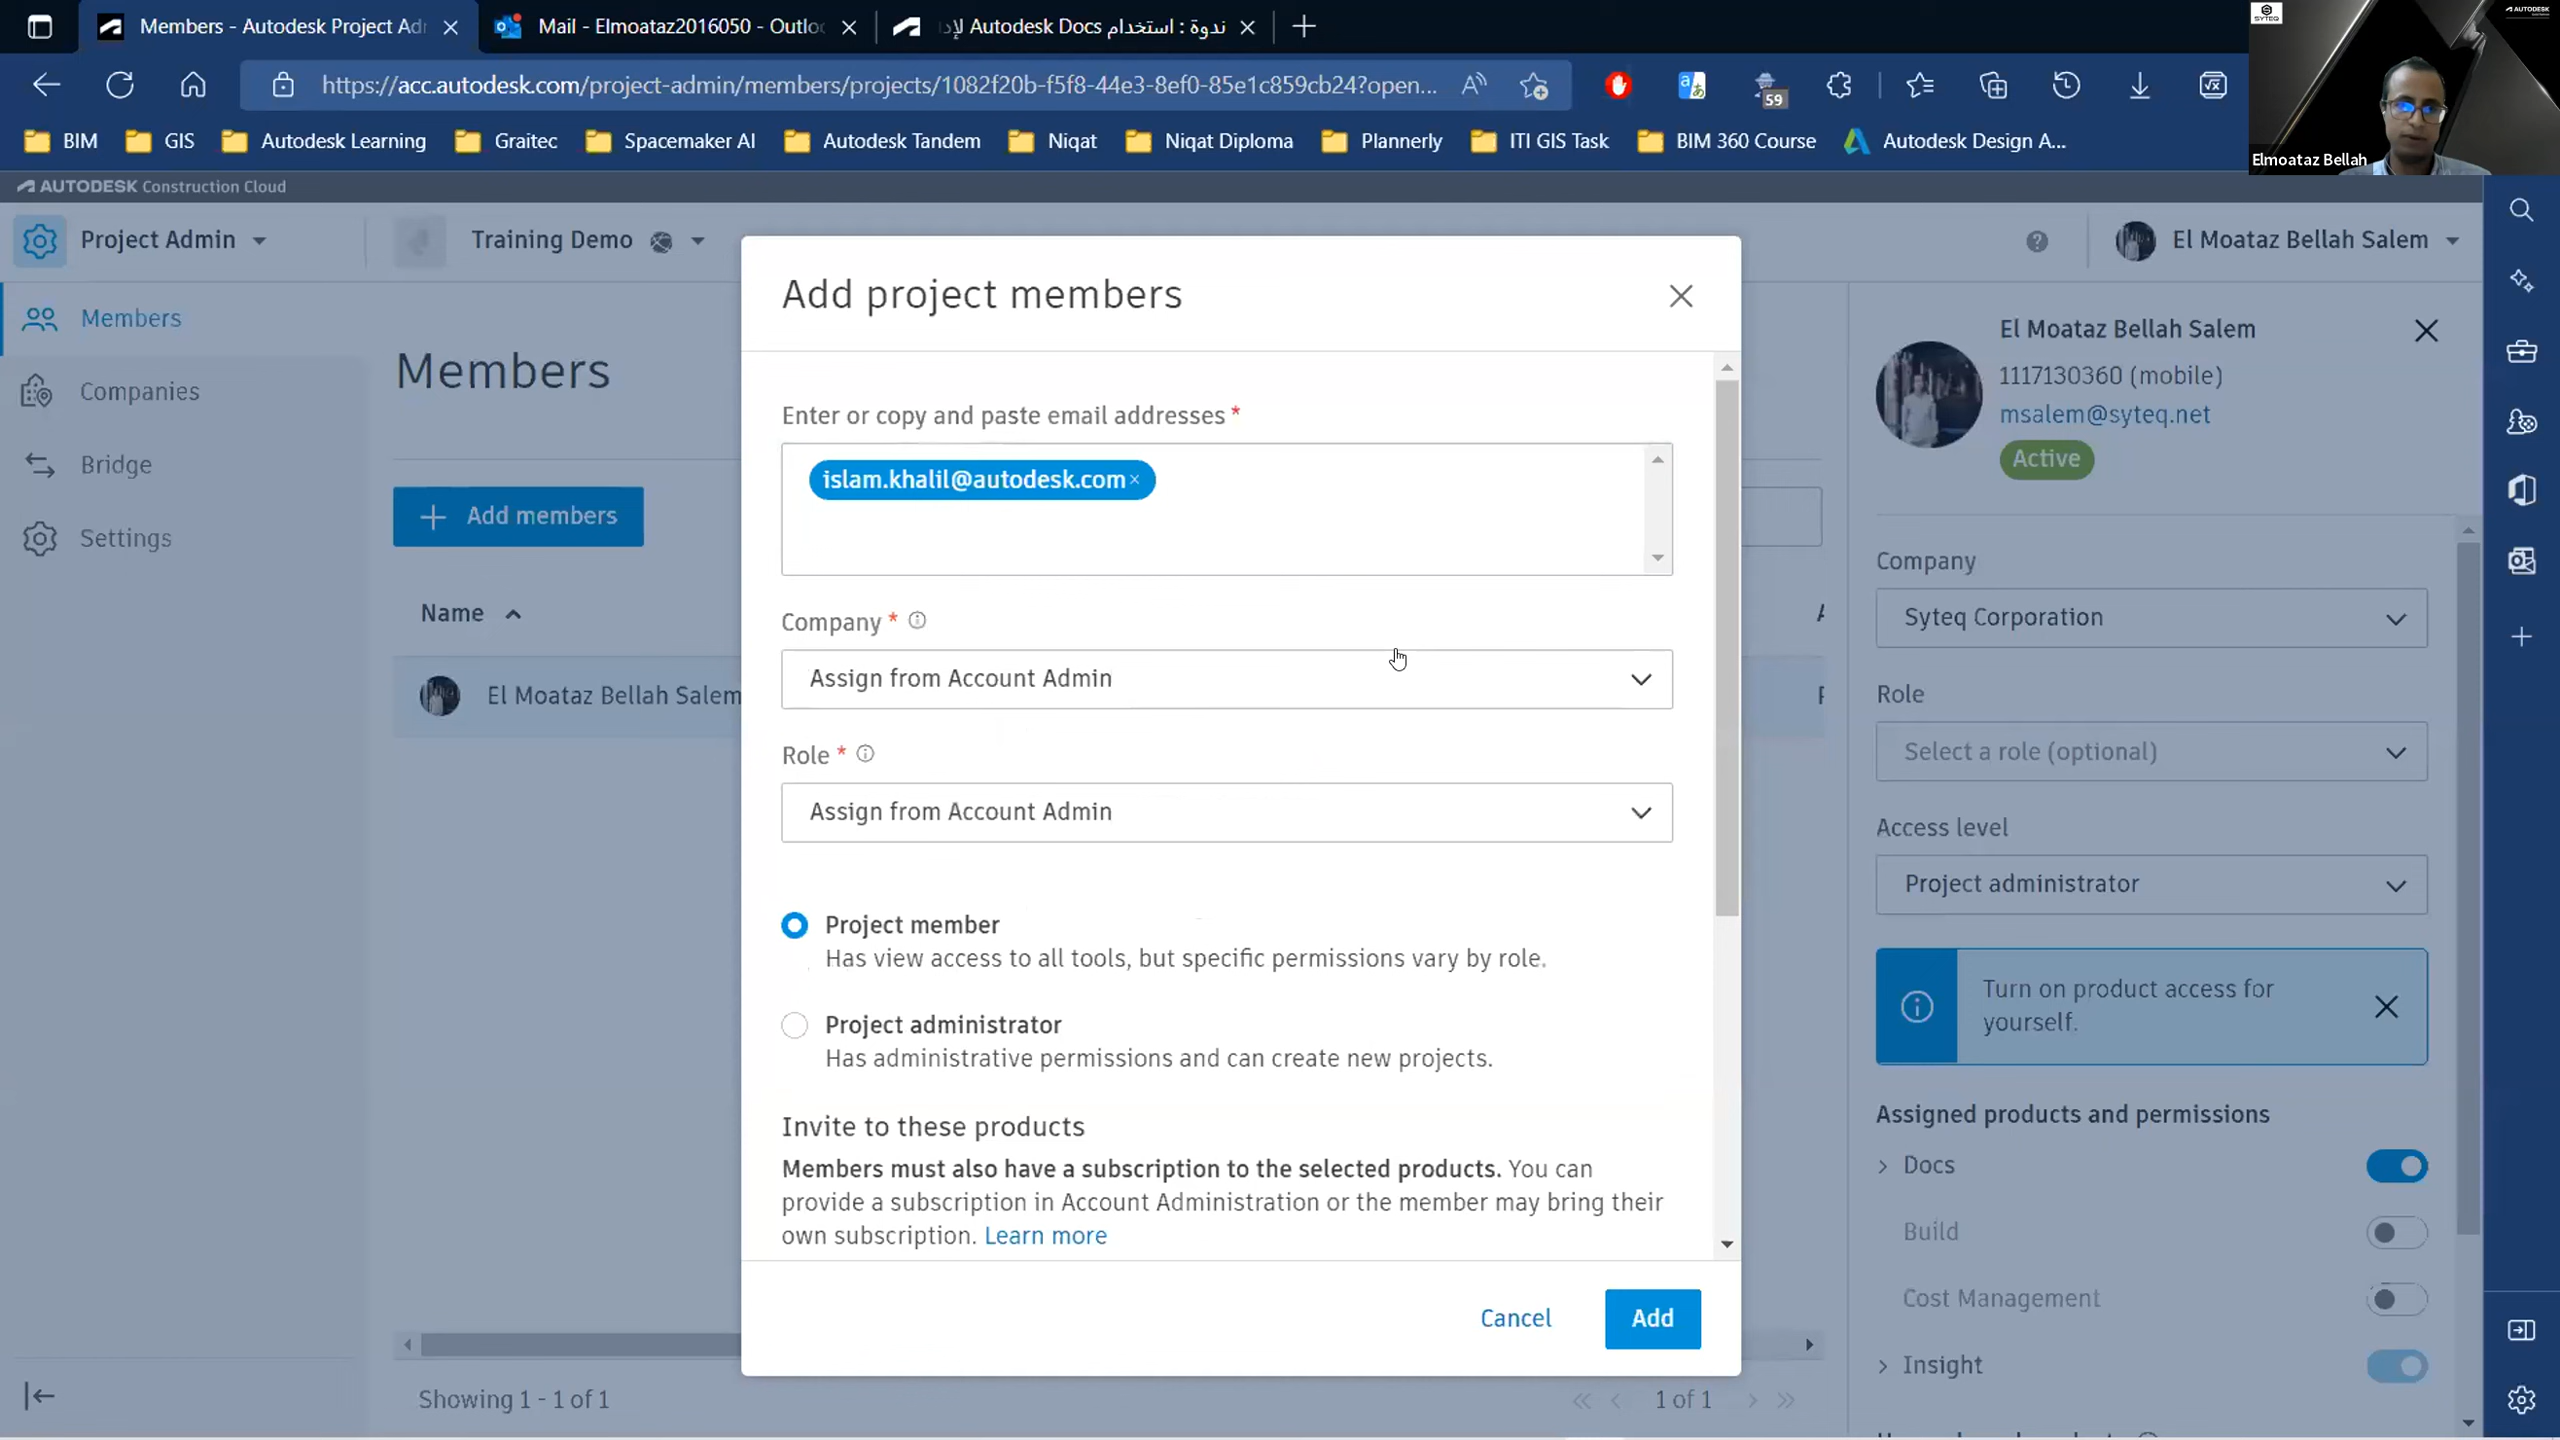 Members - Autodesk Project Ad
Mail - Elmoataz2016050 - Outlo
ندوة : استخدام Autodesk Docs لإد
https://acc.autodesk.com/project-admin/members/projects/1082f20b-f5f8-44e3-8ef0-85e1c859cb24?open...
59
BIM
GIS
Autodesk Learning
Graitec
Spacemaker AI
Autodesk Tandem
Niqat
Niqat Diploma
Plannerly
ITI GIS Task
BIM 360 Course
Autodesk Design A...
SYTEQ
AUTODESK
Elmoataz Bellah
AUTODESK Construction Cloud
Project Admin
Training Demo
El Moataz Bellah Salem
Members
Companies
Bridge
Settings
Members
Add members
Name
El Moataz Bellah Salem
Showing 1 - 1 of 1
1 of 1
Add project members
Enter or copy and paste email addresses *
islam.khalil@autodesk.com ×
Company *
Assign from Account Admin
Role *
Assign from Account Admin
Project member
Has view access to all tools, but specific permissions vary by role.
Project administrator
Has administrative permissions and can create new projects.
Invite to these products
Members must also have a subscription to the selected products. You can
provide a subscription in Account Administration or the member may bring their
own subscription. Learn more
Cancel
Add
El Moataz Bellah Salem
1117130360 (mobile)
msalem@syteq.net
Active
Company
Syteq Corporation
Role
Select a role (optional)
Access level
Project administrator
Turn on product access for
yourself.
Assigned products and permissions
Docs
Build
Cost Management
Insight